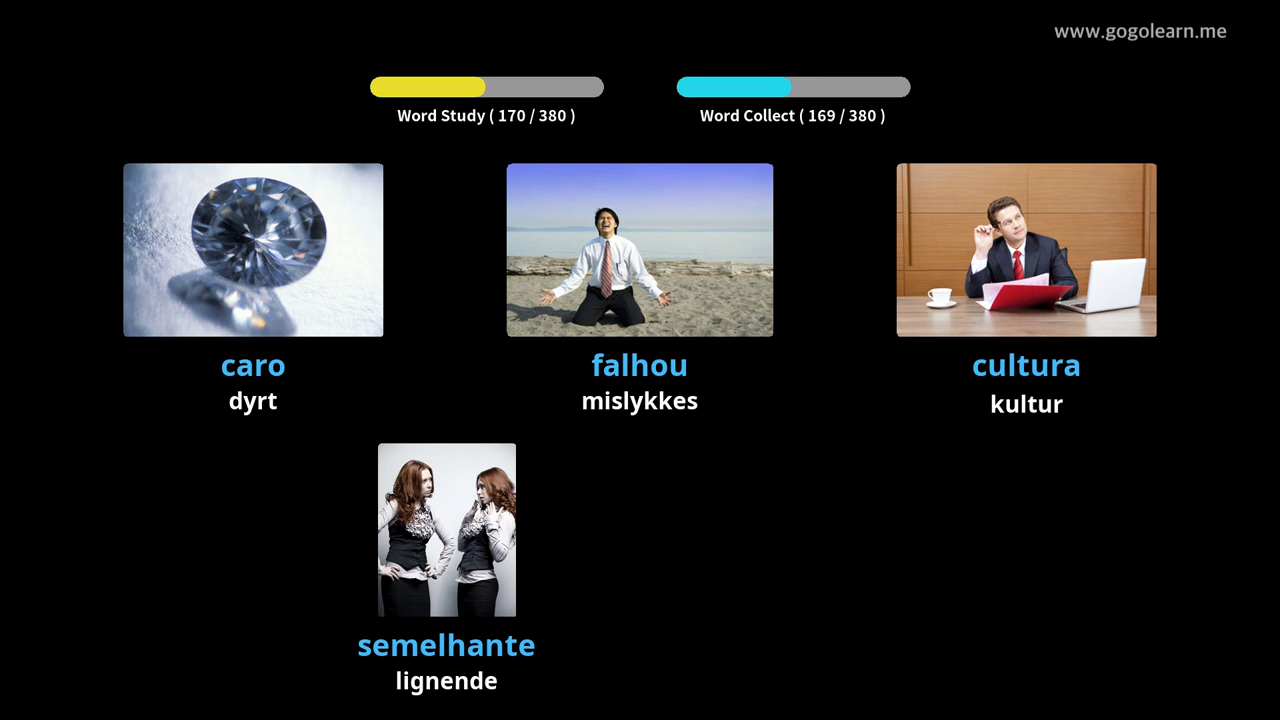 www.gogolearn.me
Word Study ( 170 / 380 )
Word Collect ( 169 / 380 )
caro
dyrt
falhou
mislykkes
cultura
kultur
semelhante
lignende